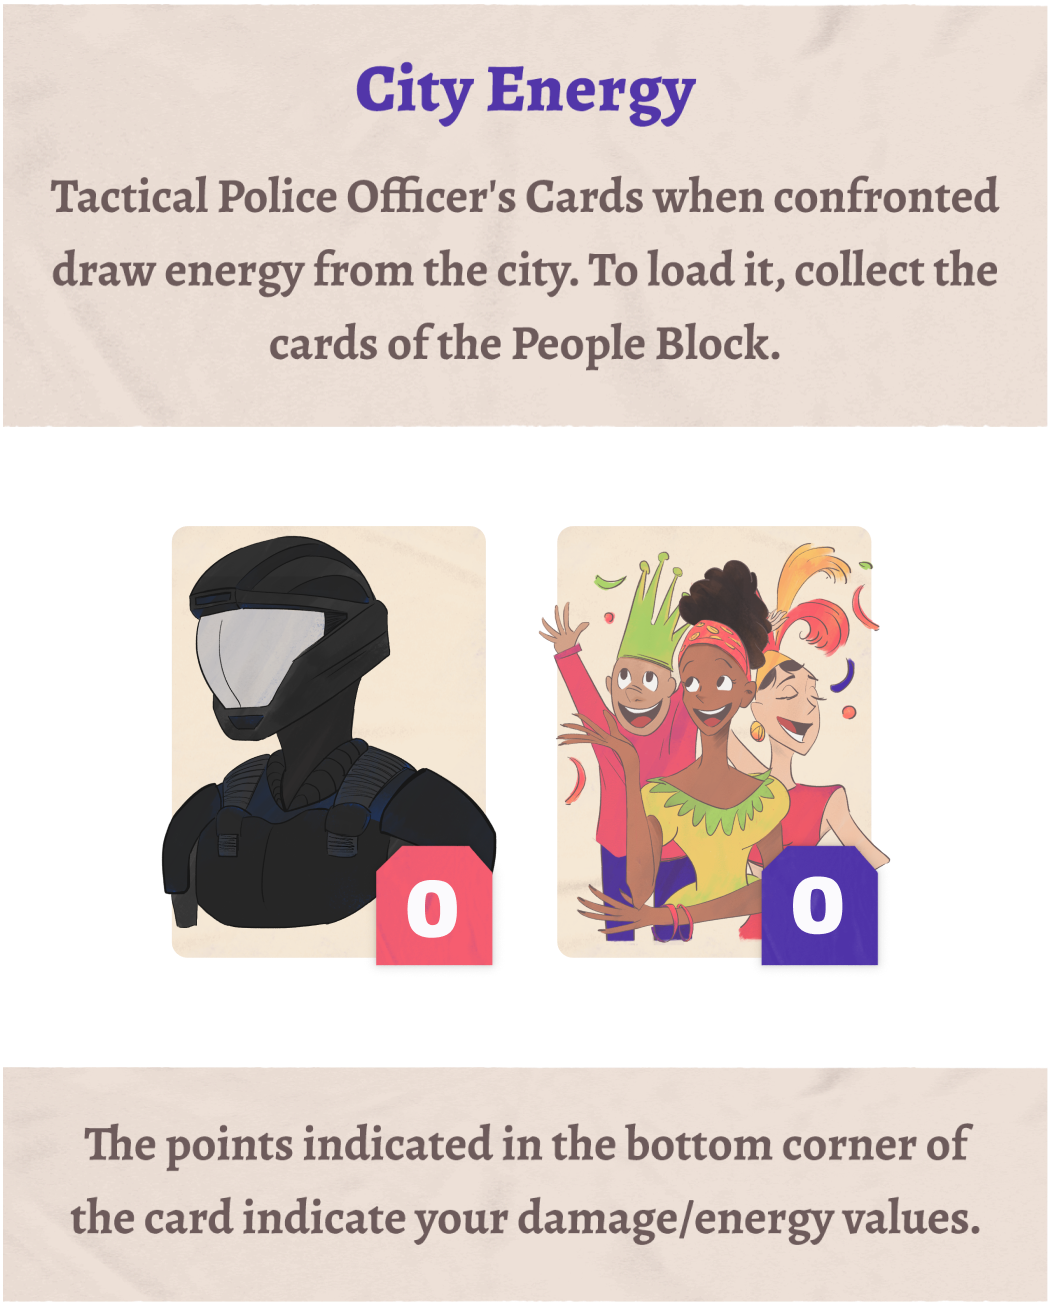 City Energy
Tactical Police Officer's Cards when confronted
draw energy from the city. To load it, collect the
cards of the People Block.
0
0
The points indicated in the bottom corner of
the card indicate your damage/energy values.